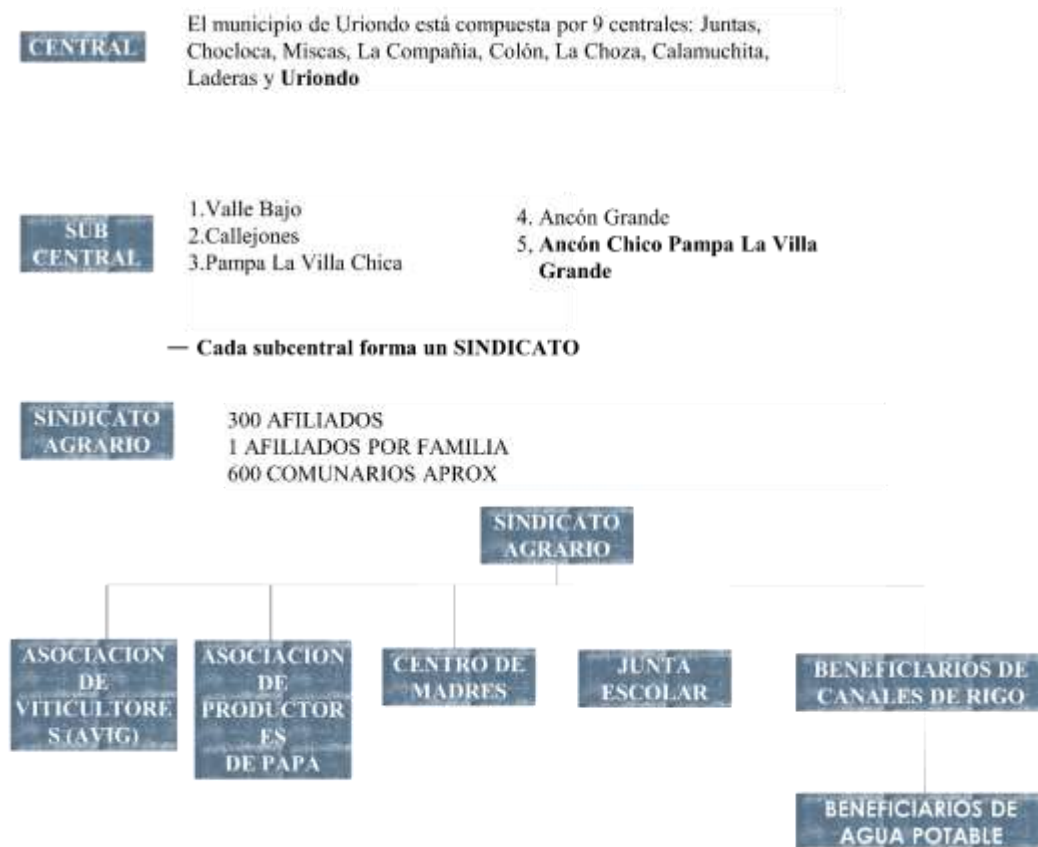 CENTRAL
El municipio de Uriondo está compuesta por 9 centrales: Juntas,
Chocloca, Miscas, La Compañia, Colón, La Choza, Calamuchita,
Laderas y Uriondo
SUB
CENTRAL
1.Valle Bajo
2.Callejones
3.Pampa La Villa Chica
4. Ancón Grande
5. Ancón Chico Pampa La Villa
Grande
— Cada subcentral forma un SINDICATO
SINDICATO
AGRARIO
300 AFILIADOS
1 AFILIADOS POR FAMILIA
600 COMUNARIOS APROX
SINDICATO
AGRARIO
ASOCIACION
DE
VITICULTORE
S (AVIG)
ASOCIACION
DE
PRODUCTOR
ES
DE PAPA
CENTRO DE
MADRES
JUNTA
ESCOLAR
BENEFICIARIOS DE
CANALES DE RIGO
BENEFICIARIOS DE
AGUA POTABLE